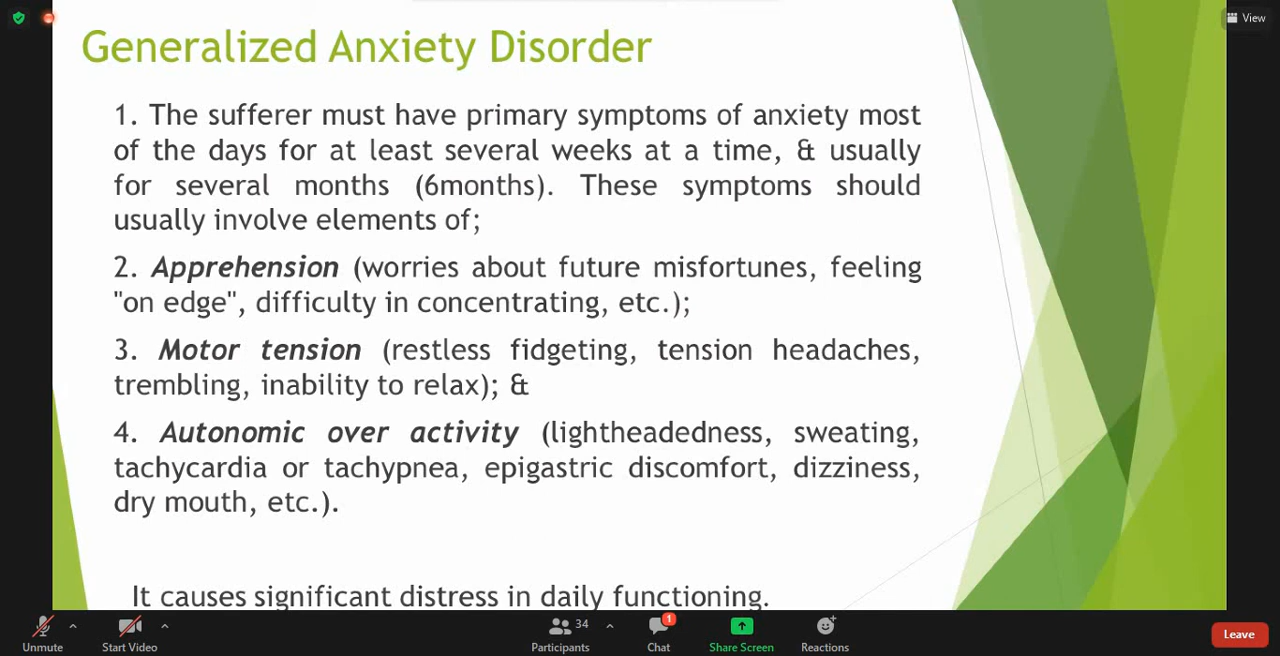 View
Generalized Anxiety Disorder
1. The sufferer must have primary symptoms of anxiety most
of the days for at least several weeks at a time, & usually
for several months (6months). These symptoms should
usually involve elements of;
2. Apprehension (worries about future misfortunes, feeling
"on edge", difficulty in concentrating, etc.);
3. Motor tension (restless fidgeting, tension headaches,
trembling, inability to relax); &
4. Autonomic over activity (lightheadedness, sweating,
tachycardia or tachypnea, epigastric discomfort, dizziness,
dry mouth, etc.).
It causes significant distress in daily functioning.
34
1
Unmute
Start Video
Participants
Chat
Share Screen
Reactions
Leave